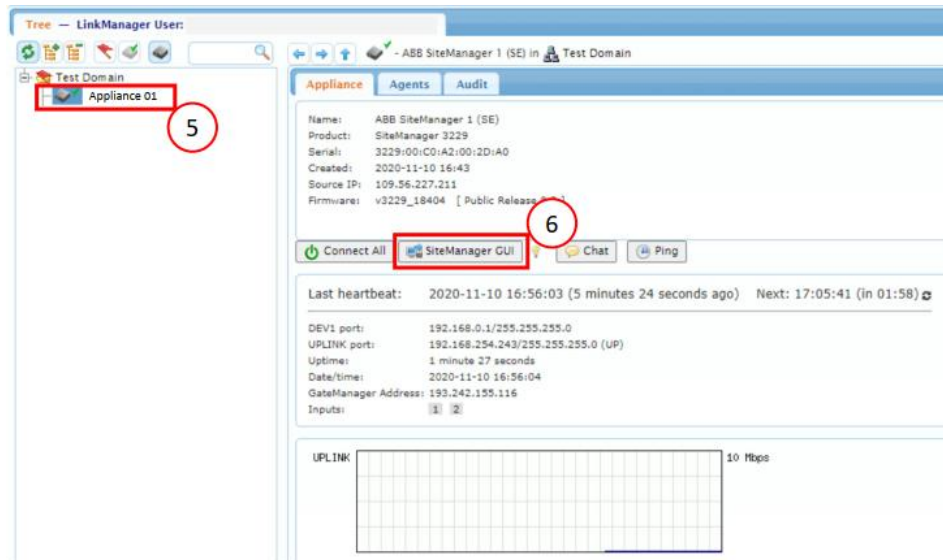 Tree — LinkManager User:
- ABB SiteManager 1 (SE) in Test Domain
Test Domain
Appliance 01
5
Appliance Agents Audit
Name: ABB SiteManager 1 (SE)
Product: SiteManager 3229
Serial: 3229:00:C0:A2:00:2D:A0
Created: 2020-11-10 16:43
Source IP: 109.56.227.211
Firmware: v3229_18404 [ Public Release ]
6
Connect All SiteManager GUI Chat Ping
Last heartbeat: 2020-11-10 16:56:03 (5 minutes 24 seconds ago) Next: 17:05:41 (in 01:58)
DEV1 port: 192.168.0.1/255.255.255.0
UPLINK port: 192.168.254.243/255.255.255.0 (UP)
Uptime: 1 minute 27 seconds
Date/time: 2020-11-10 16:56:04
GateManager Address: 193.242.155.116
Inputs: 1 2
UPLINK 10 Mbps